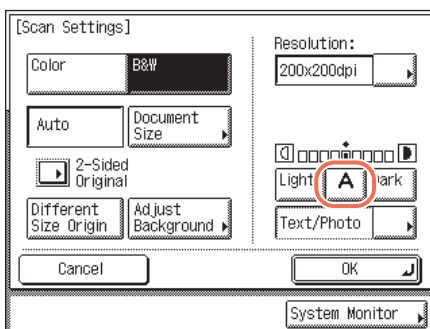 [Scan Settings]
Color
B&W
Resolution:
200x200dpi
Auto
Document
Size
2-Sided
Original
Light
A
Dark
Different
Size Origin
Adjust
Background
Text/Photo
Cancel
OK
System Monitor